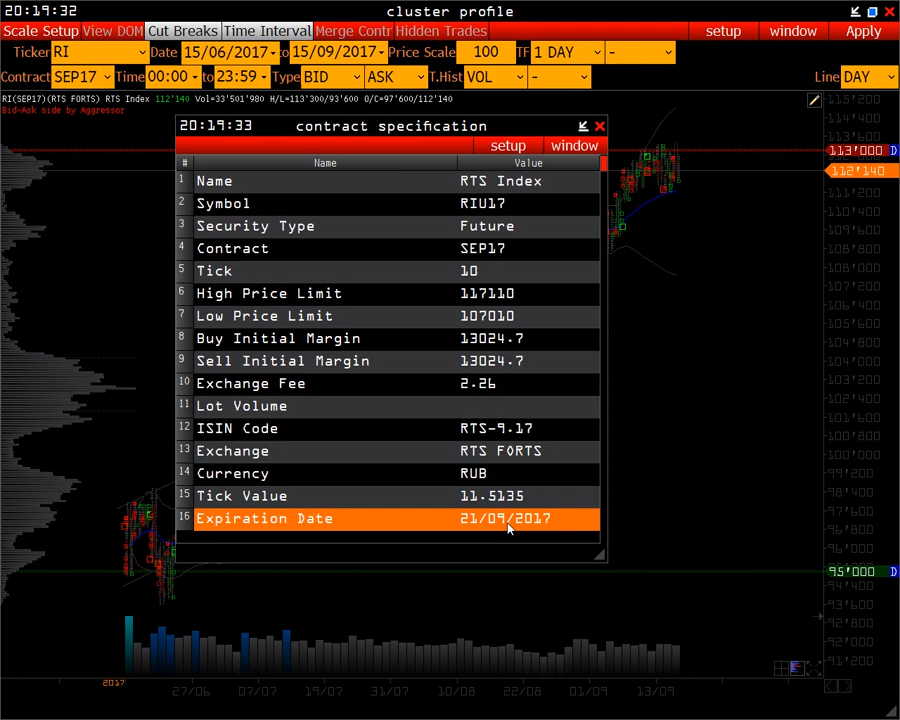 20:19:32 cluster profile
Scale Setup View DOM Cut Breaks Time Interval Merge Contr Hidden Trades setup window Apply
Ticker RI Date 15/06/2017 to 15/09/2017 Price Scale 100 TF 1 DAY -
Contract SEP17 Time 00:00 to 23:59 Type BID ASK T.Hist VOL - Line DAY
RI(SEP17)(RTS FORTS) RTS Index 112'140 Vol=33'501'980 H/L=113'300/93'600 O/C=97'600/112'140
Bid-Ask side by Aggressor
115'200
114'400
113'600
113'000 D
112'140
111'200
110'400
109'600
108'800
108'000
107'200
106'400
105'600
104'800
104'000
103'200
102'400
101'600
100'800
100'000
99'200
98'400
97'600
96'800
96'000
95'000 D
94'400
93'600
92'800
92'000
91'200
20:19:33 contract specification
setup window
# Name Value
1 Name RTS Index
2 Symbol RIU17
3 Security Type Future
4 Contract SEP17
5 Tick 10
6 High Price Limit 117110
7 Low Price Limit 107010
8 Buy Initial Margin 13024.7
9 Sell Initial Margin 13024.7
10 Exchange Fee 2.26
11 Lot Volume
12 ISIN Code RTS-9.17
13 Exchange RTS FORTS
14 Currency RUB
15 Tick Value 11.5135
16 Expiration Date 21/09/2017
2017 27/06 07/07 19/07 31/07 10/08 22/08 01/09 13/09